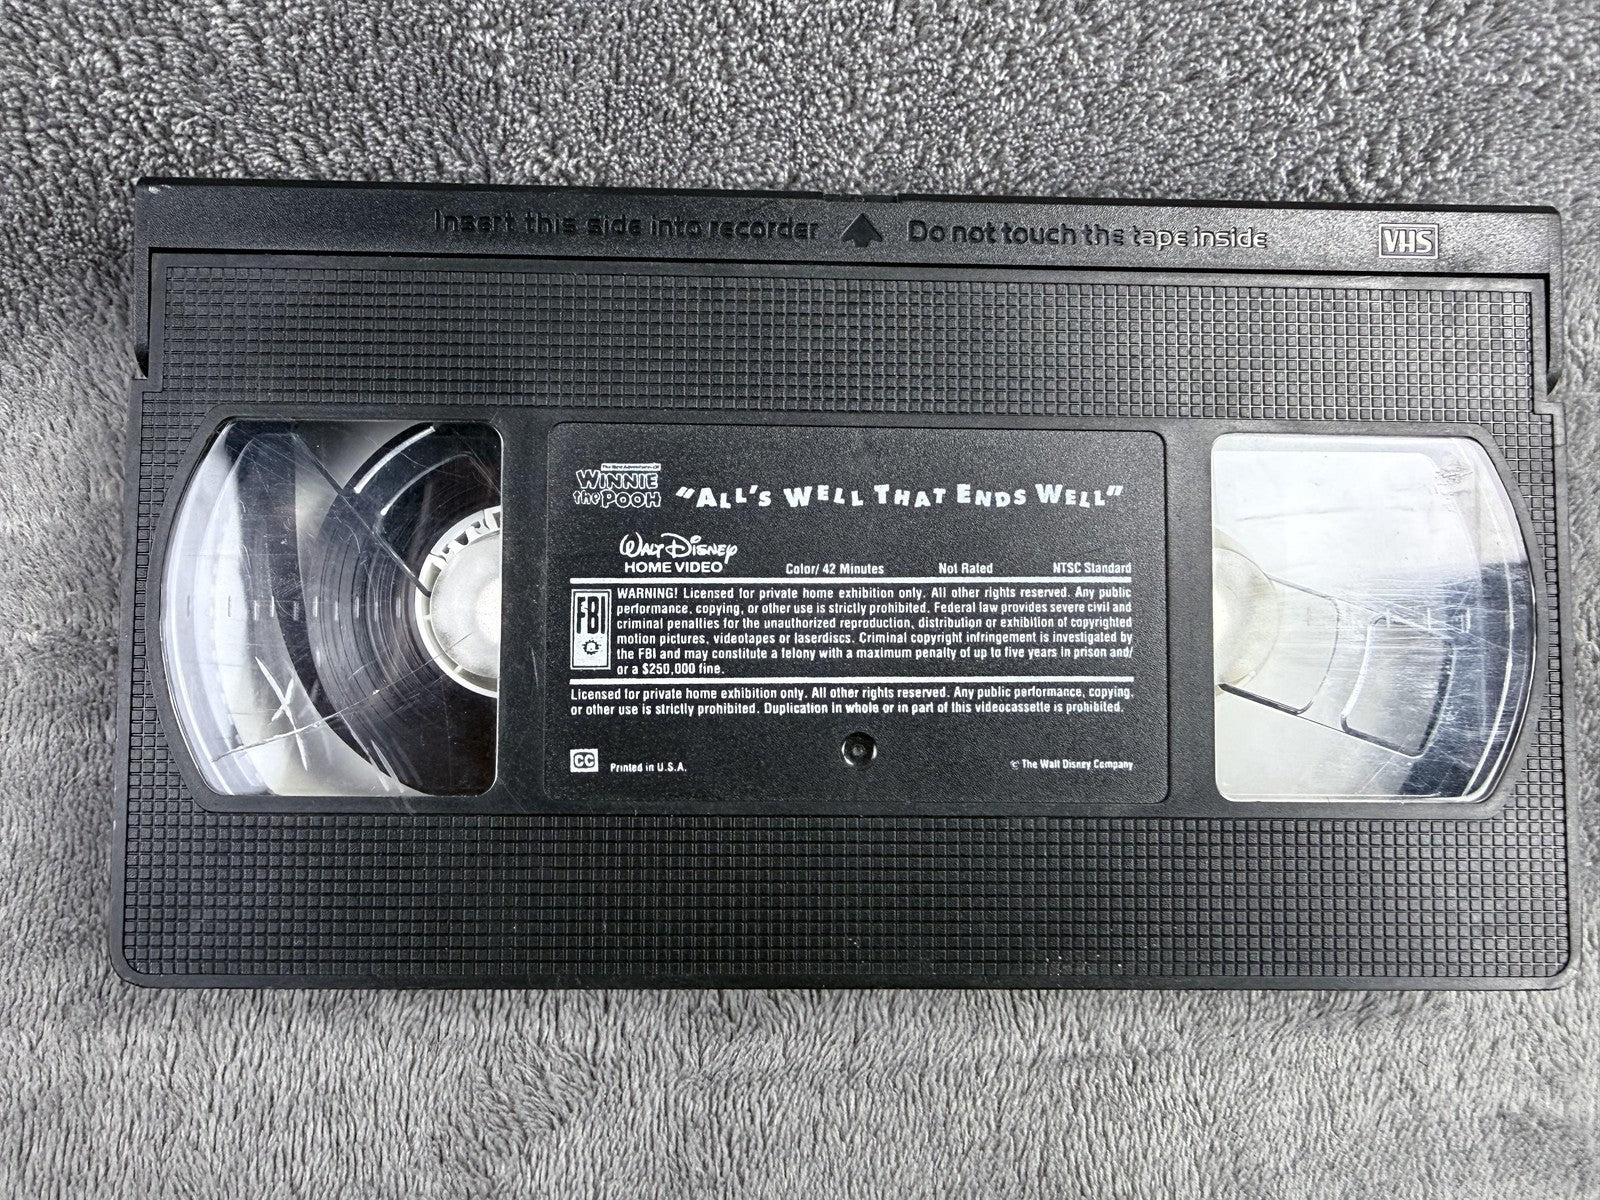 Insert this side into recorder Do not touch the tape inside VHS
The New Adventures Of
WINNIE
the POOH
"ALL'S WELL THAT ENDS WELL"
WALT DISNEY
HOME VIDEO
Color/ 42 Minutes Not Rated NTSC Standard
FBI
WARNING! Licensed for private home exhibition only. All other rights reserved. Any public
performance, copying, or other use is strictly prohibited. Federal law provides severe civil and
criminal penalties for the unauthorized reproduction, distribution or exhibition of copyrighted
motion pictures, videotapes or laserdiscs. Criminal copyright infringement is investigated by
the FBI and may constitute a felony with a maximum penalty of up to five years in prison and/
or a $250,000 fine.
Licensed for private home exhibition only. All other rights reserved. Any public performance, copying,
or other use is strictly prohibited. Duplication in whole or in part of this videocassette is prohibited.
CC Printed in U.S.A. © The Walt Disney Company